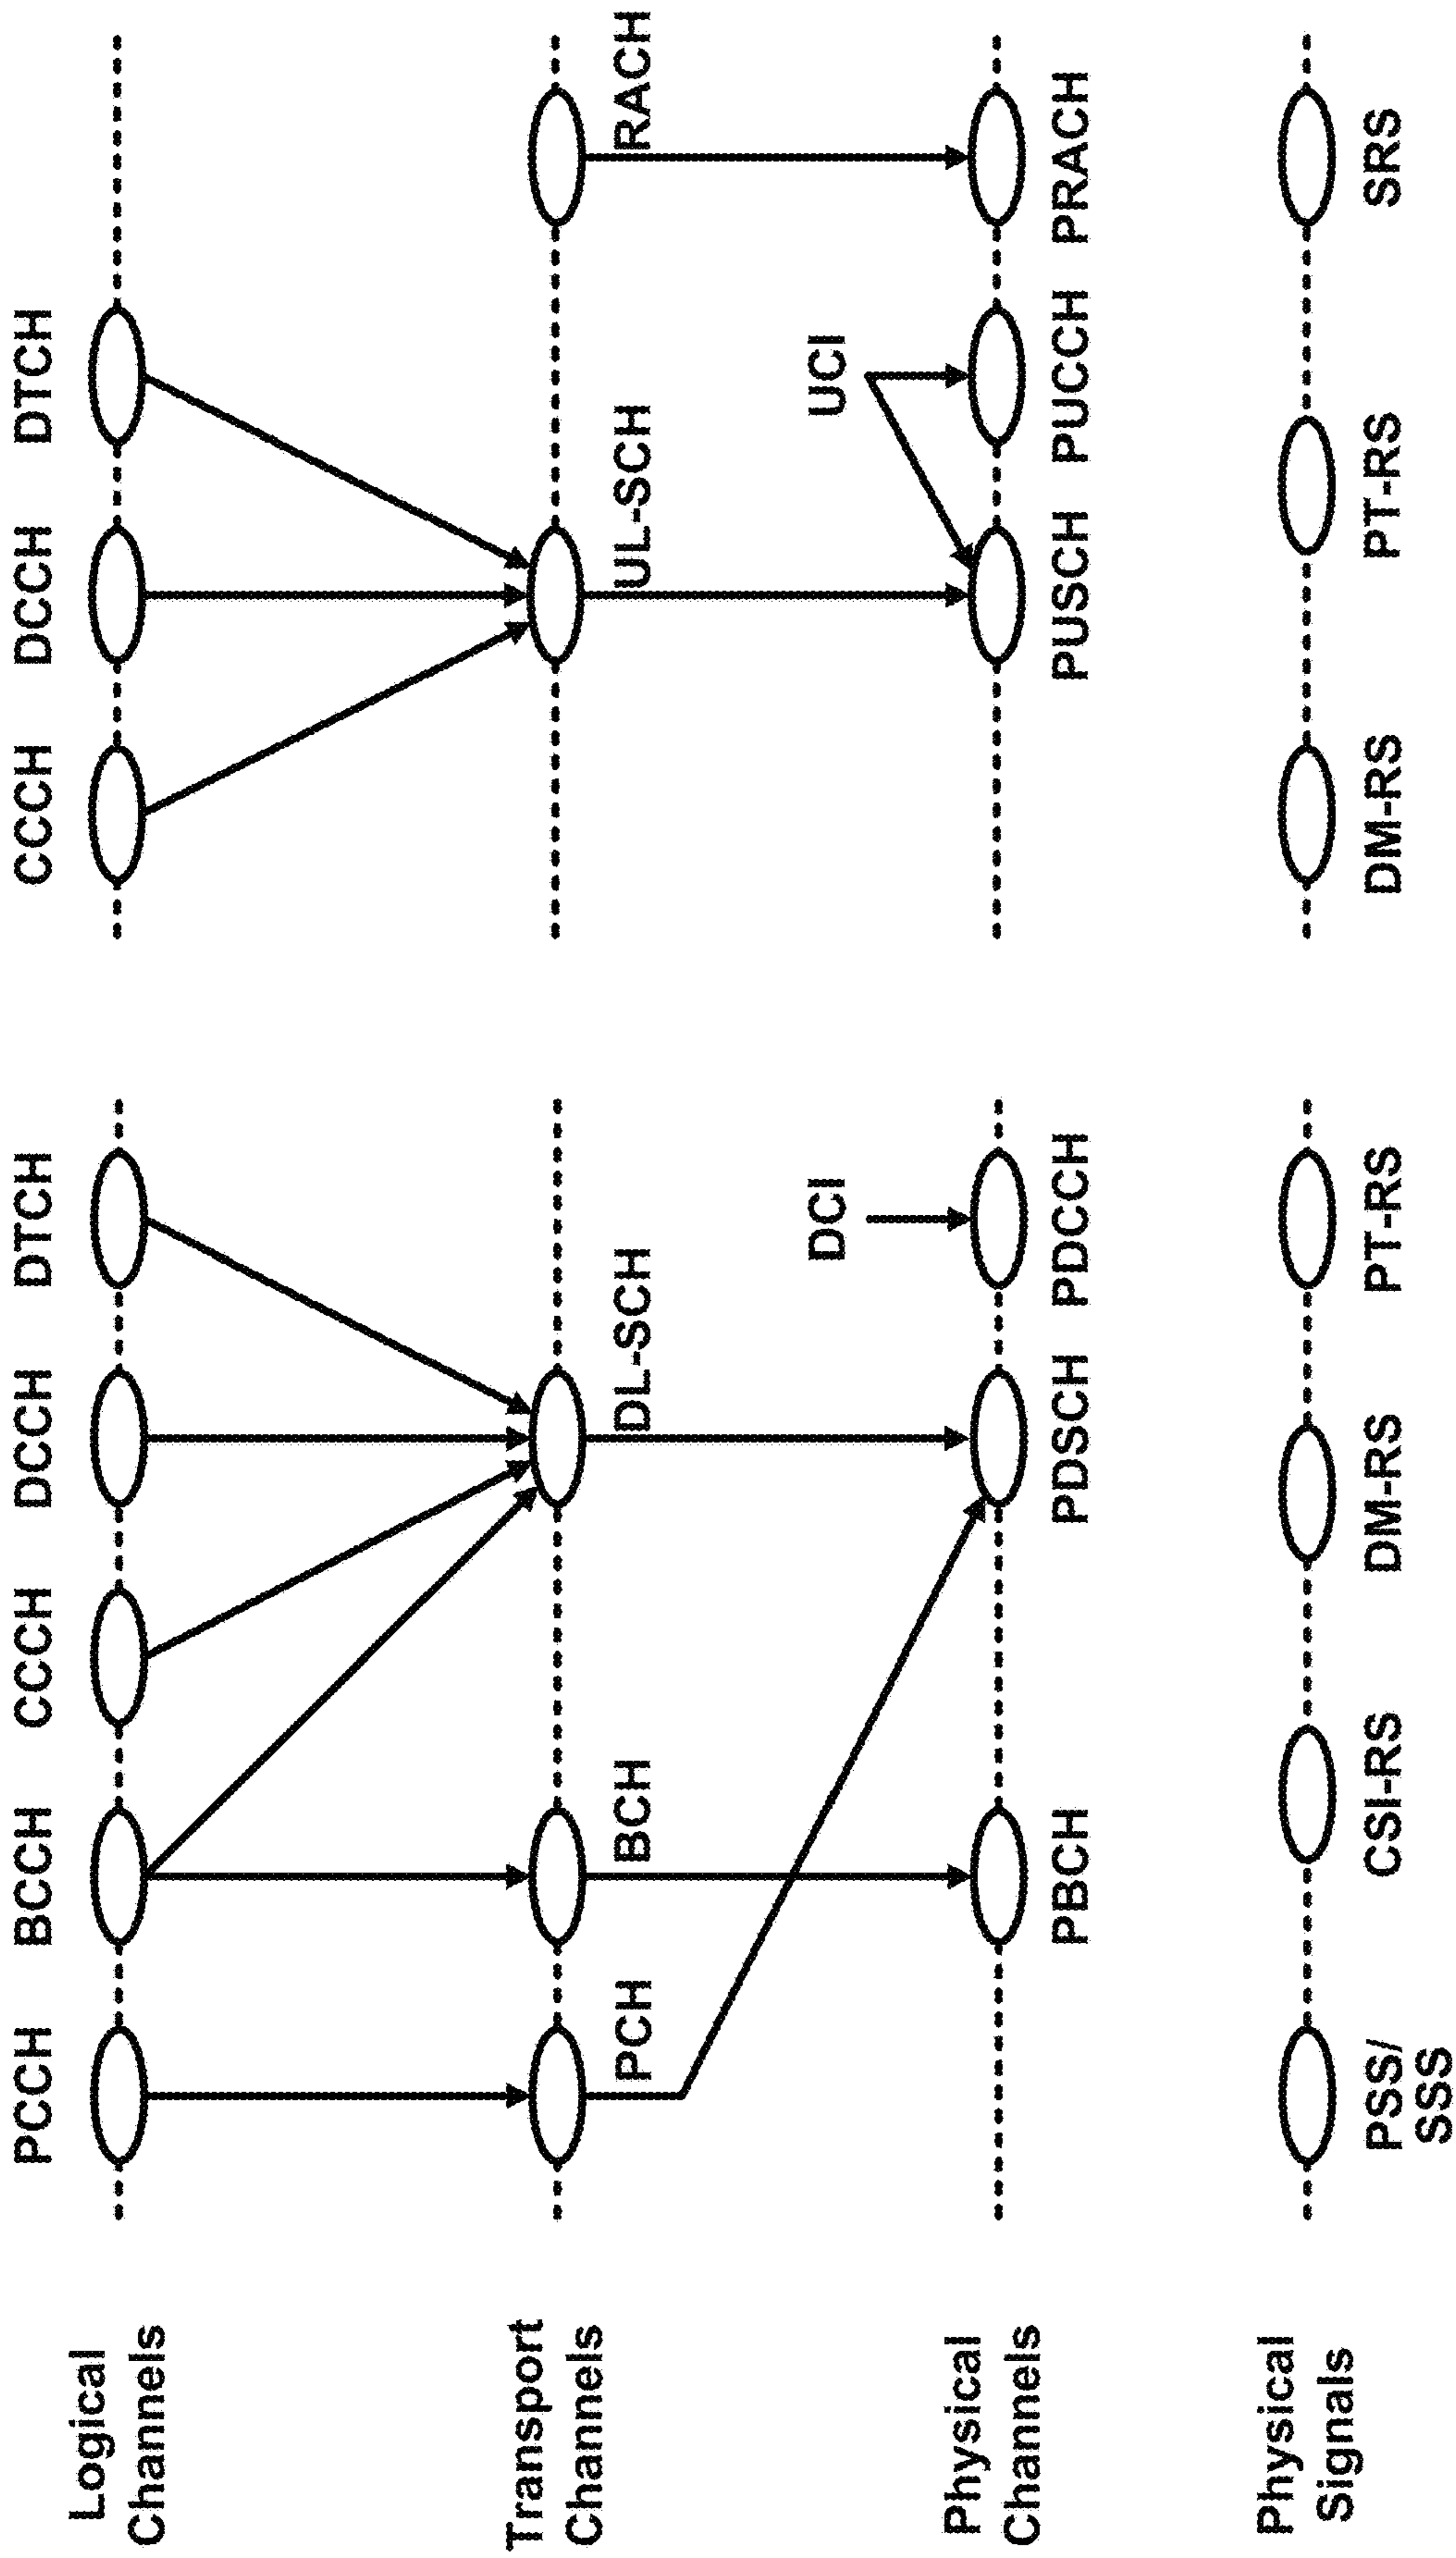 PCCH BCCH CCCH DCCH DTCH
Logical
Channels
PCH BCH DL-SCH
Transport
Channels
DCI
PBCH PDSCH PDCCH
Physical
Channels
PSS/
SSS
CSI-RS DM-RS PT-RS
Physical
Signals
CCCH DCCH DTCH
UL-SCH RACH
UCI
PUSCH PUCCH PRACH
DM-RS PT-RS SRS